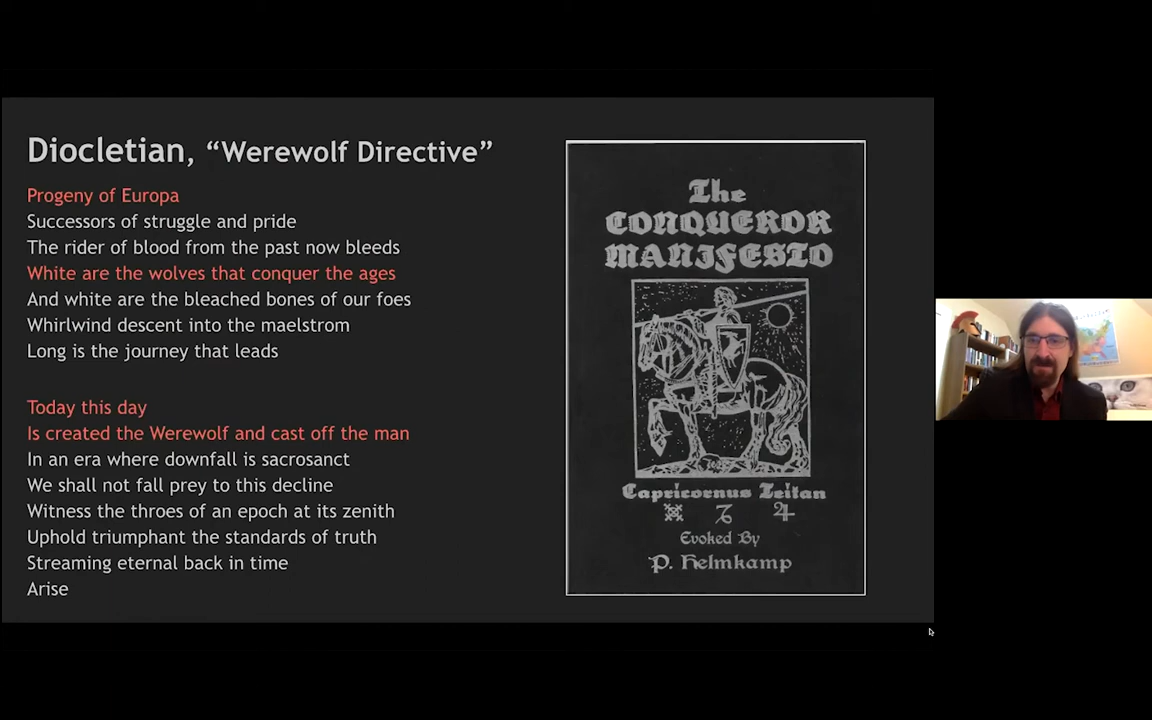 Diocletian, “Werewolf Directive”
Progeny of Europa
Successors of struggle and pride
The rider of blood from the past now bleeds
White are the wolves that conquer the ages
And white are the bleached bones of our foes
Whirlwind descent into the maelstrom
Long is the journey that leads
Today this day
Is created the Werewolf and cast off the man
In an era where downfall is sacrosanct
We shall not fall prey to this decline
Witness the throes of an epoch at its zenith
Uphold triumphant the standards of truth
Streaming eternal back in time
Arise
The
CONQUEROR
MANIFESTO
Capricornus Teitan
Evoked By
P. Helmkamp